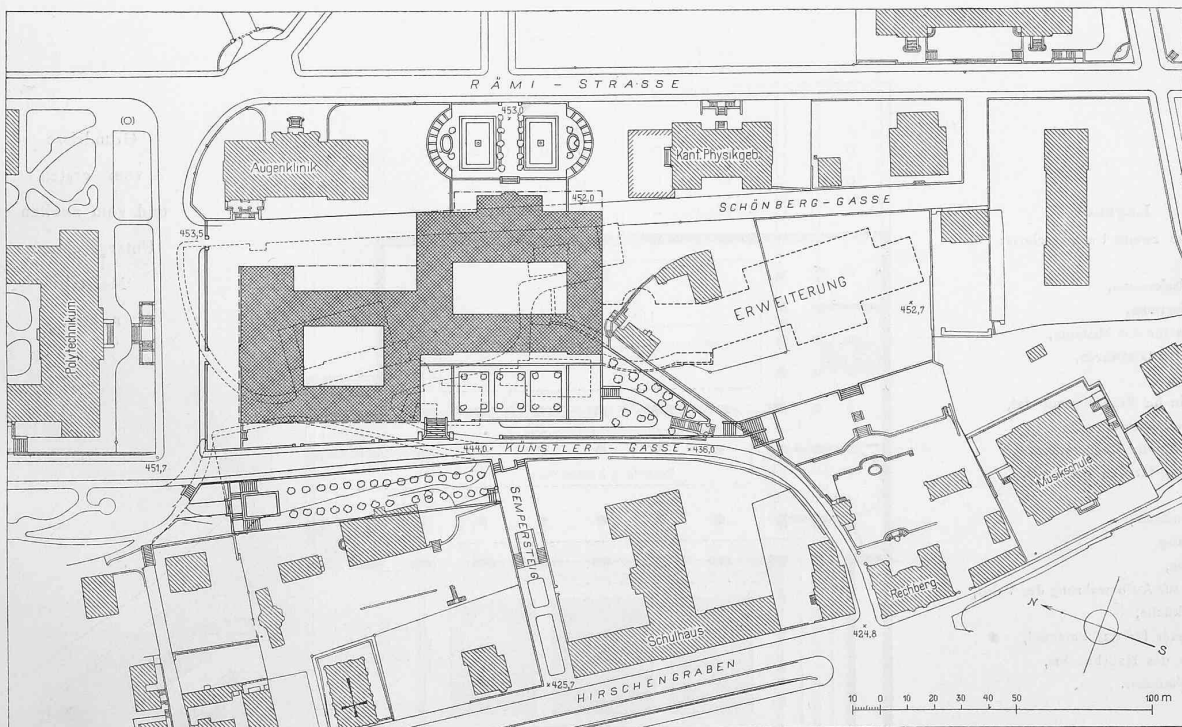 RÄMI - STRASSE
453,0
(O)
Augenklinik
Kant. Physikgeb.
452,0
SCHÖNBERG - GASSE
453,5
ERWEITERUNG
452,7
Polytechnikum
444,0
KÜNSTLER - GASSE
436,0
451,7
SEMPERSTEIG
Musikschule
Rechberg
Schulhaus
424,8
N
S
425,7
HIRSCHENGRABEN
10 0 10 20 30 40 50 100 m